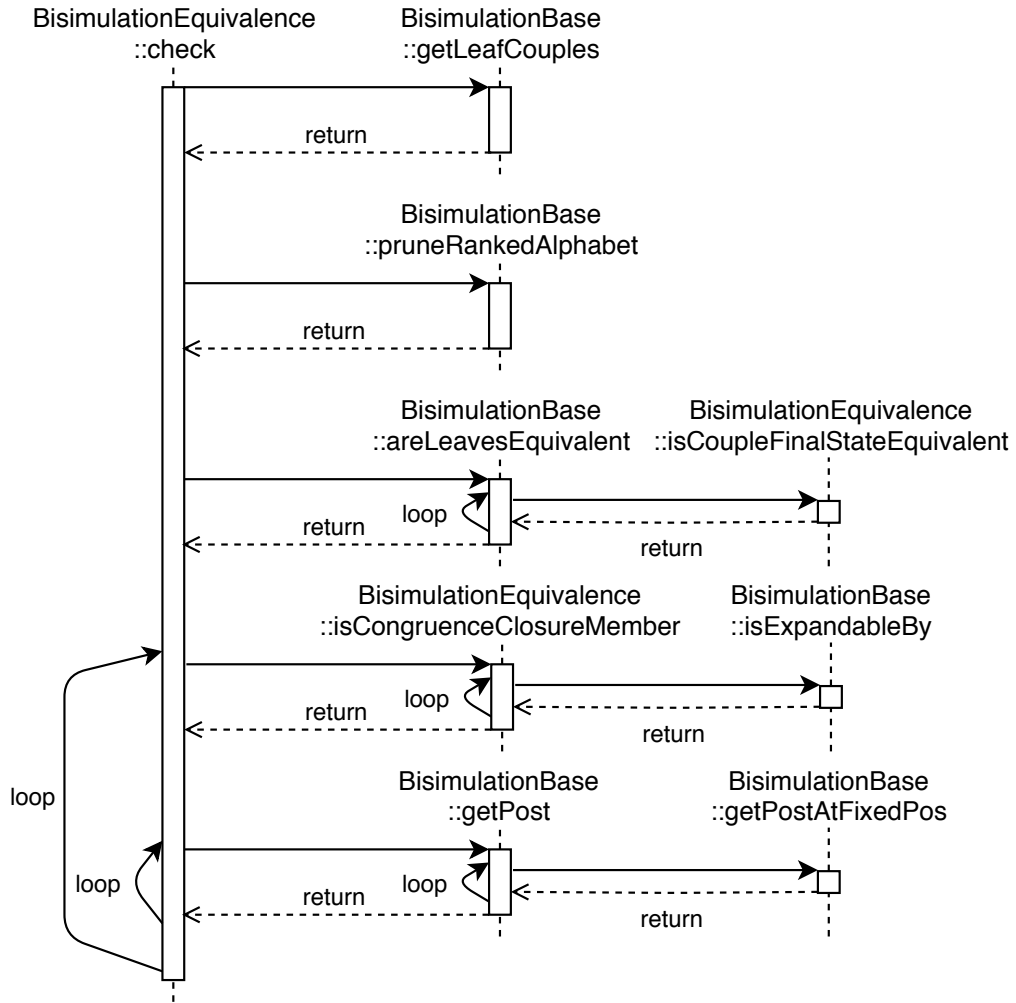 BisimulationEquivalence
::check
BisimulationBase
::getLeafCouples
return
BisimulationBase
::pruneRankedAlphabet
return
BisimulationBase
::areLeavesEquivalent
BisimulationEquivalence
::isCoupleFinalStateEquivalent
loop
return
return
BisimulationEquivalence
::isCongruenceClosureMember
BisimulationBase
::isExpandableBy
loop
return
return
loop
BisimulationBase
::getPost
BisimulationBase
::getPostAtFixedPos
loop
loop
return
return